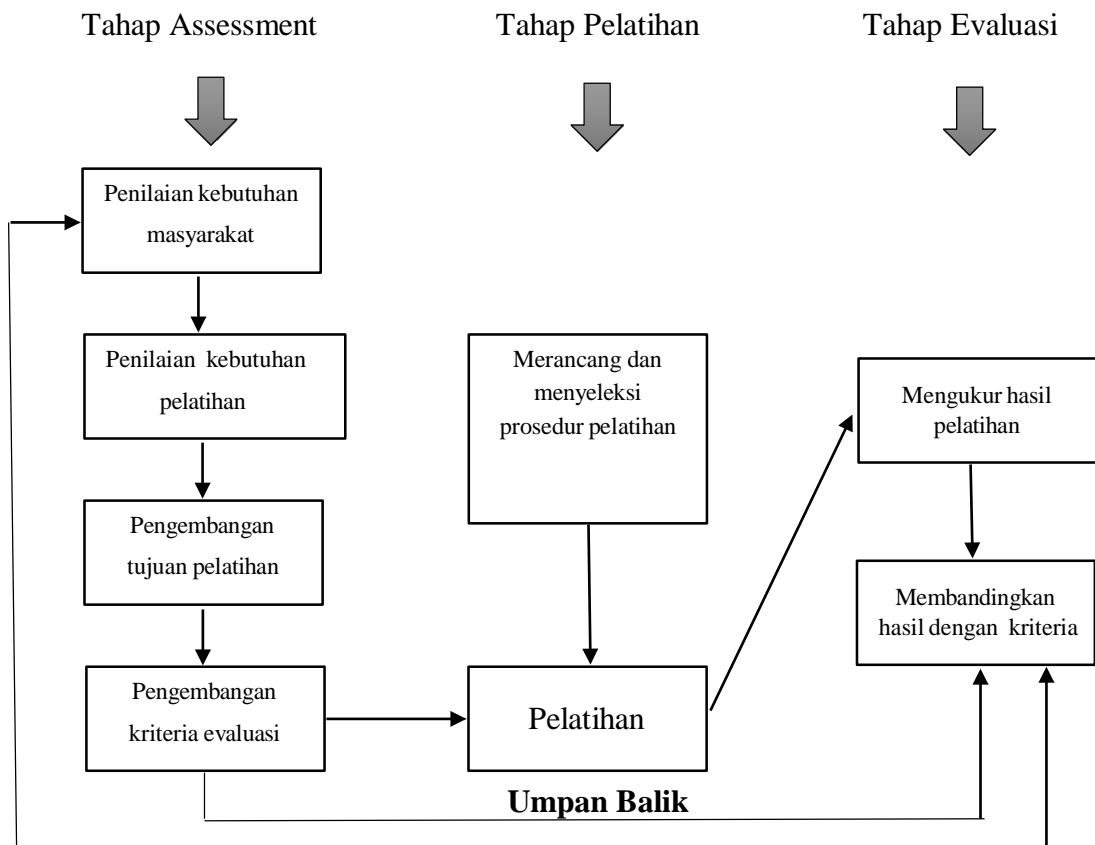 Tahap Assessment
Tahap Pelatihan
Tahap Evaluasi
Penilaian kebutuhan
masyarakat
Penilaian kebutuhan
pelatihan
Pengembangan
tujuan pelatihan
Pengembangan
kriteria evaluasi
Merancang dan
menyeleksi
prosedur pelatihan
Pelatihan
Mengukur hasil
pelatihan
Membandingkan
hasil dengan kriteria
Umpan Balik